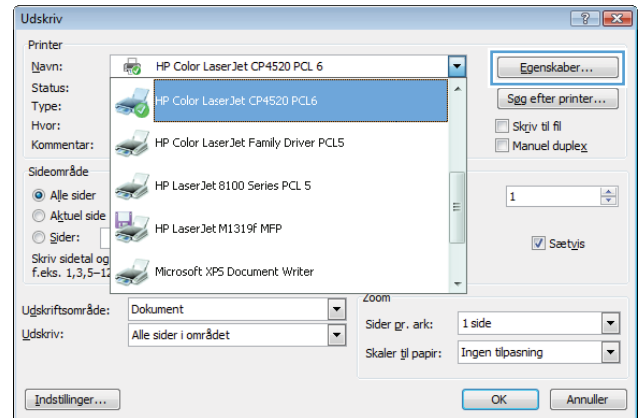 Udskriv
Printer
Navn: HP Color LaserJet CP4520 PCL 6 Egenskaber...
Status:
HP Color LaserJet CP4520 PCL6 Søg efter printer...
Type:
Hvor: Skriv til fil
Kommentar: HP Color LaserJet Family Driver PCL5 Manuel duplex
Sideområde
HP LaserJet 8100 Series PCL 5
Alle sider 1
Aktuel side HP LaserJet M1319f MFP
Sider: Sætvis
Skriv sidetal og
f.eks. 1,3,5–12 Microsoft XPS Document Writer
Zoom
Udskriftsområde: Dokument Sider pr. ark: 1 side
Udskriv: Alle sider i området
Skaler til papir: Ingen tilpasning
Indstillinger... OK Annuller